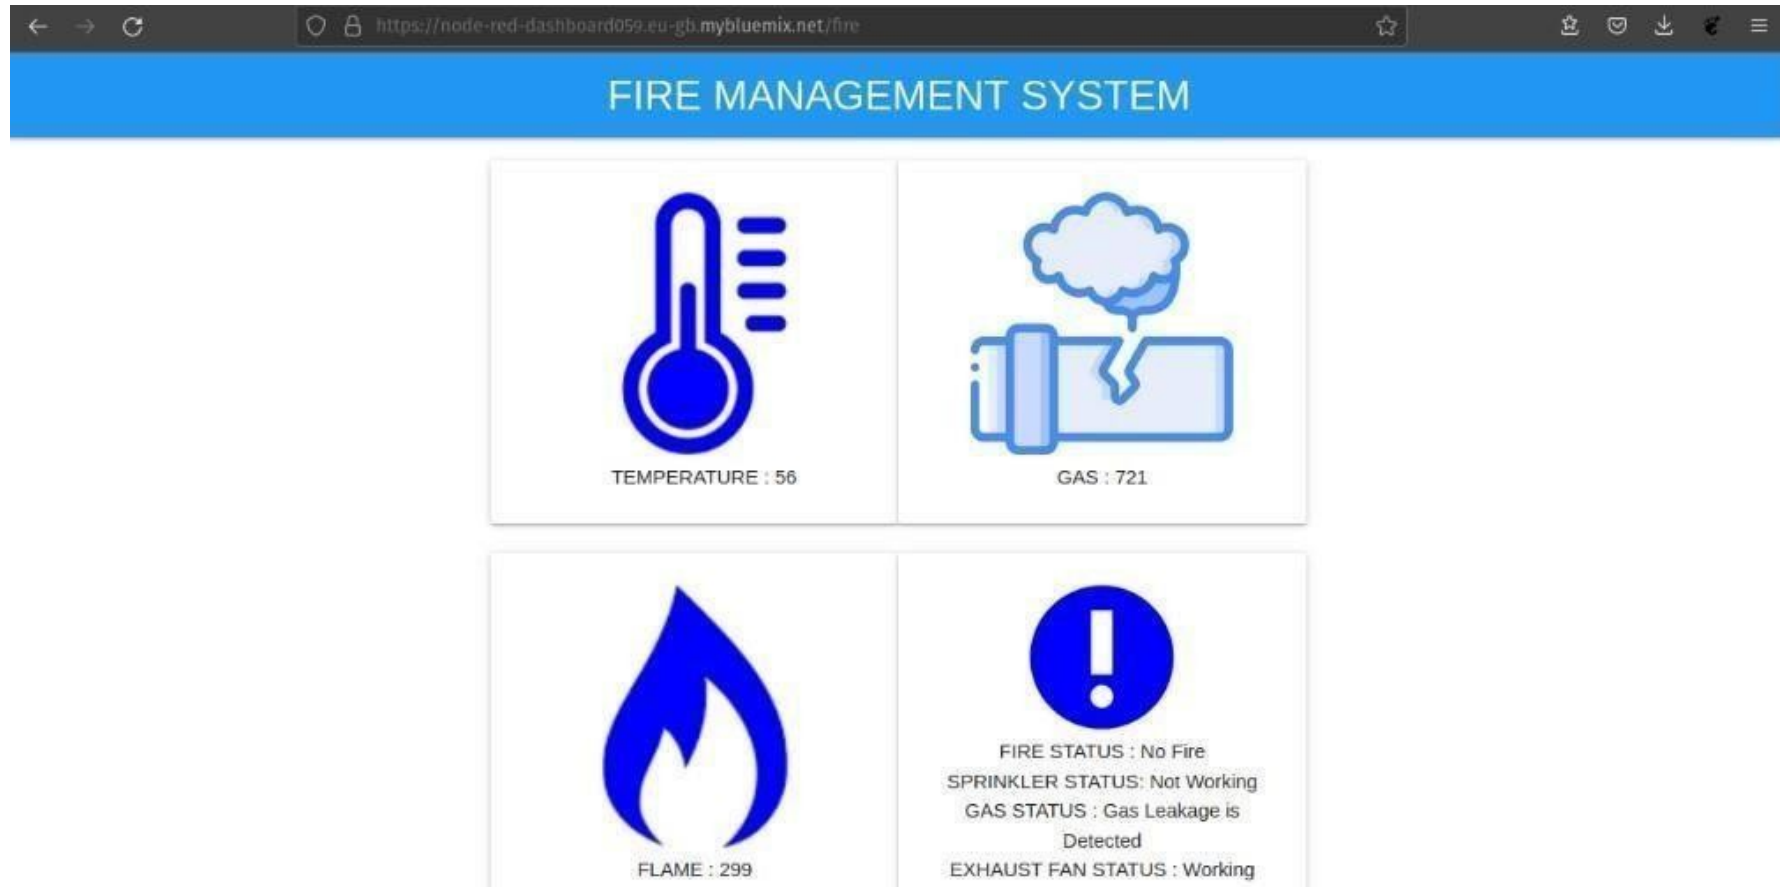 https://node-red-dashboard059.eu-gb.mybluemix.net/fire
FIRE MANAGEMENT SYSTEM
TEMPERATURE : 56
GAS : 721
FLAME : 299
FIRE STATUS : No Fire
SPRINKLER STATUS: Not Working
GAS STATUS : Gas Leakage is
Detected
EXHAUST FAN STATUS : Working